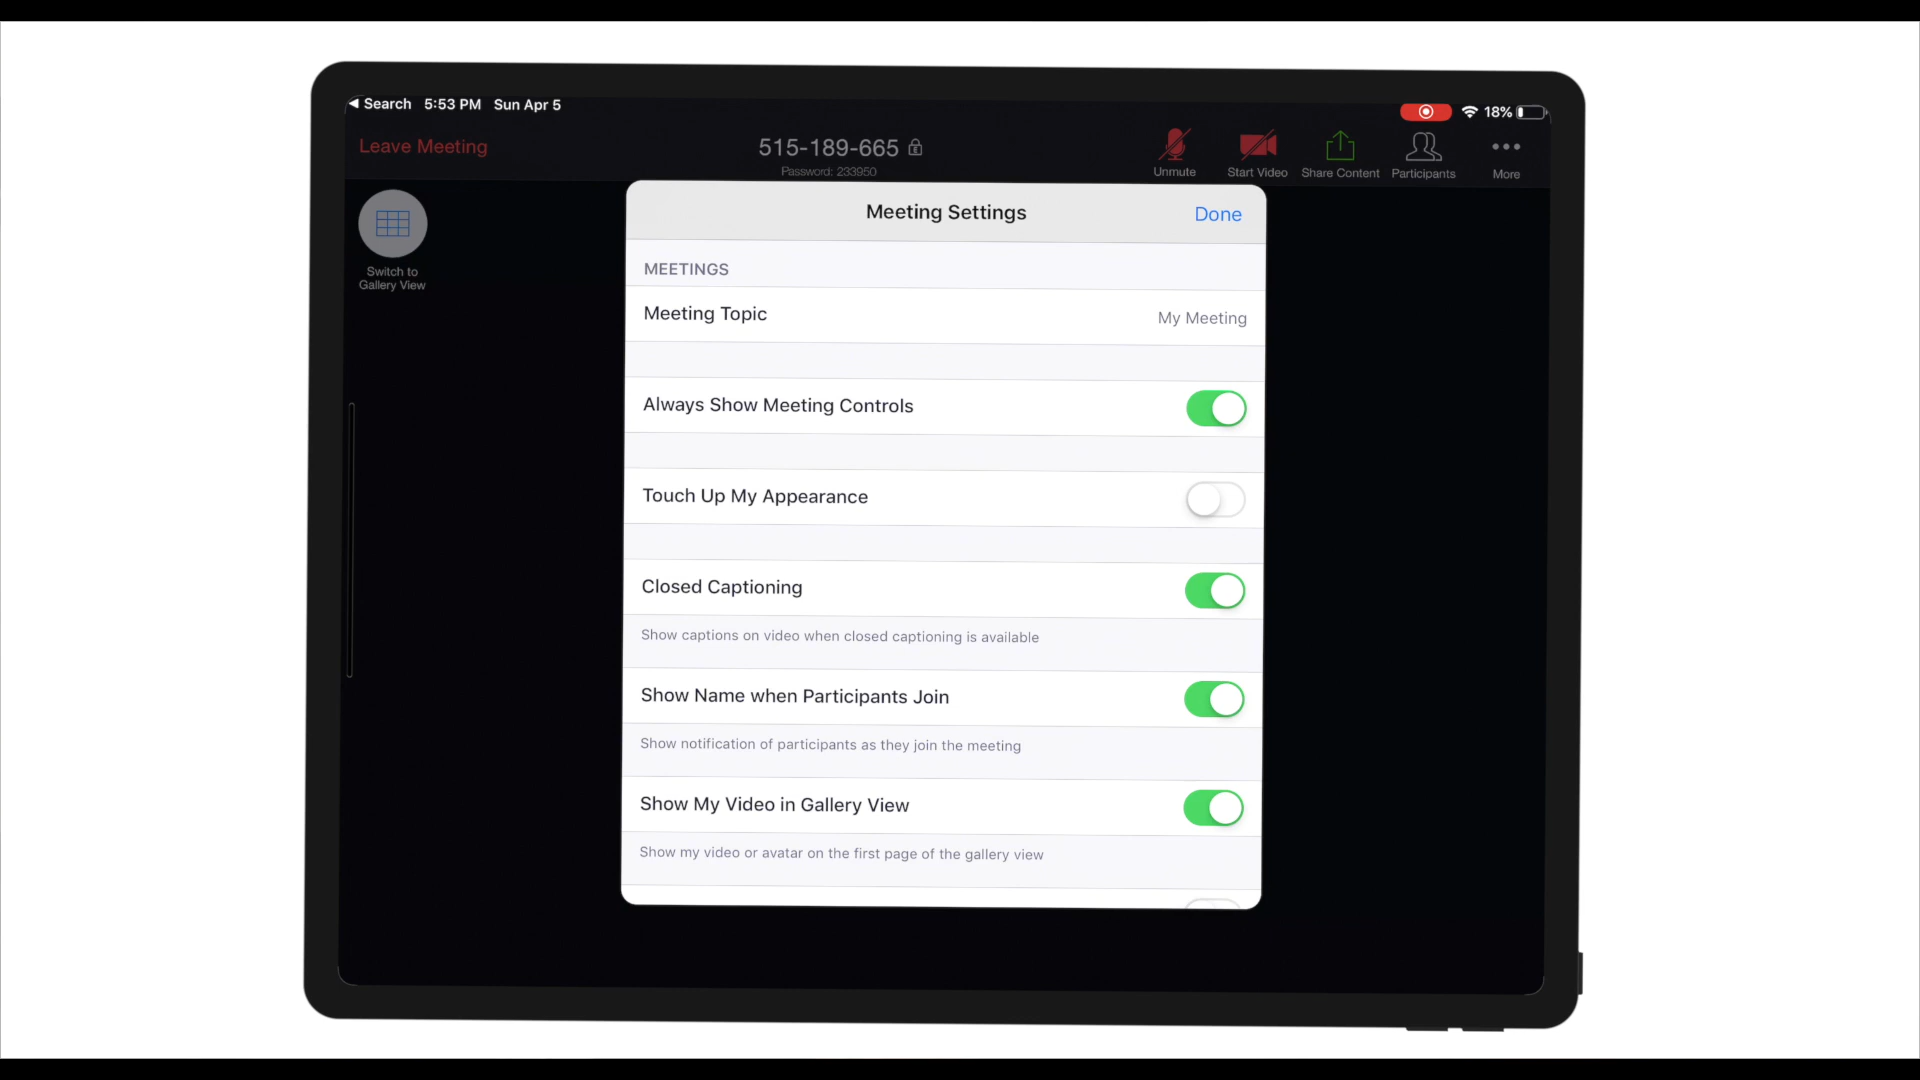 Search 5:53 PM Sun Apr 5
18%
Leave Meeting
515-189-665
Password: 233950
Unmute
Start Video
Share Content
Participants
More
Switch to
Gallery View
Meeting Settings
Done
MEETINGS
Meeting Topic
My Meeting
Always Show Meeting Controls
Touch Up My Appearance
Closed Captioning
Show captions on video when closed captioning is available
Show Name when Participants Join
Show notification of participants as they join the meeting
Show My Video in Gallery View
Show my video or avatar on the first page of the gallery view